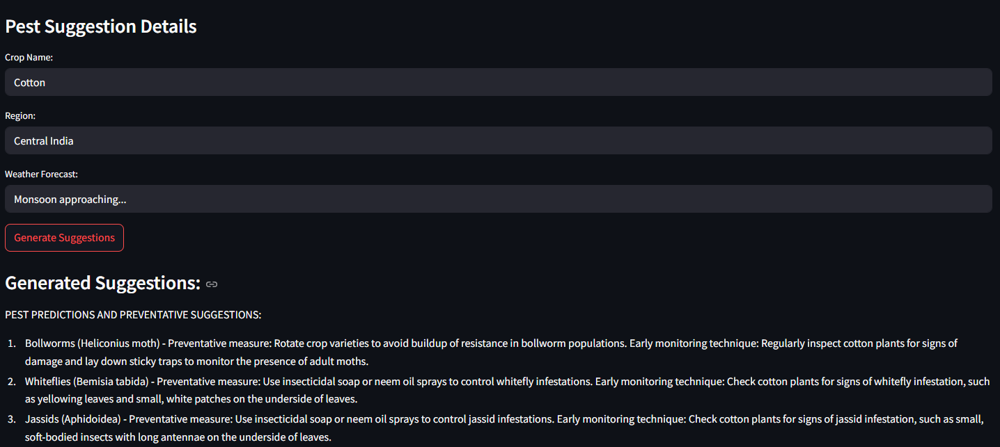 Pest Suggestion Details
Crop Name:
Cotton
Region:
Central India
Weather Forecast:
Monsoon approaching...
Generate Suggestions
Generated Suggestions:
PEST PREDICTIONS AND PREVENTATIVE SUGGESTIONS:
1. Bollworms (Heliconius moth) - Preventative measure: Rotate crop varieties to avoid buildup of resistance in bollworm populations. Early monitoring technique: Regularly inspect cotton plants for signs of
damage and lay down sticky traps to monitor the presence of adult moths.
2. Whiteflies (Bemisia tabida) - Preventative measure: Use insecticidal soap or neem oil sprays to control whitefly infestations. Early monitoring technique: Check cotton plants for signs of whitefly infestation, such
as yellowing leaves and small, white patches on the underside of leaves.
3. Jassids (Aphidoidea) - Preventative measure: Use insecticidal soap or neem oil sprays to control jassid infestations. Early monitoring technique: Check cotton plants for signs of jassid infestation, such as small,
soft-bodied insects with long antennae on the underside of leaves.